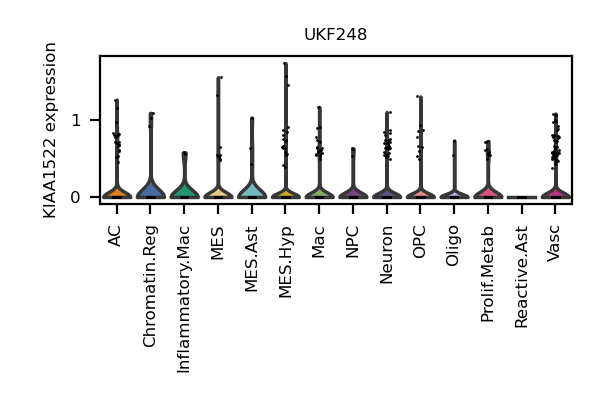 UKF248
KIAA1522 expression
1
0
AC
Chromatin.Reg
Inflammatory.Mac
MES
MES.Ast
MES.Hyp
Mac
NPC
Neuron
OPC
Oligo
Prolif.Metab
Reactive.Ast
Vasc